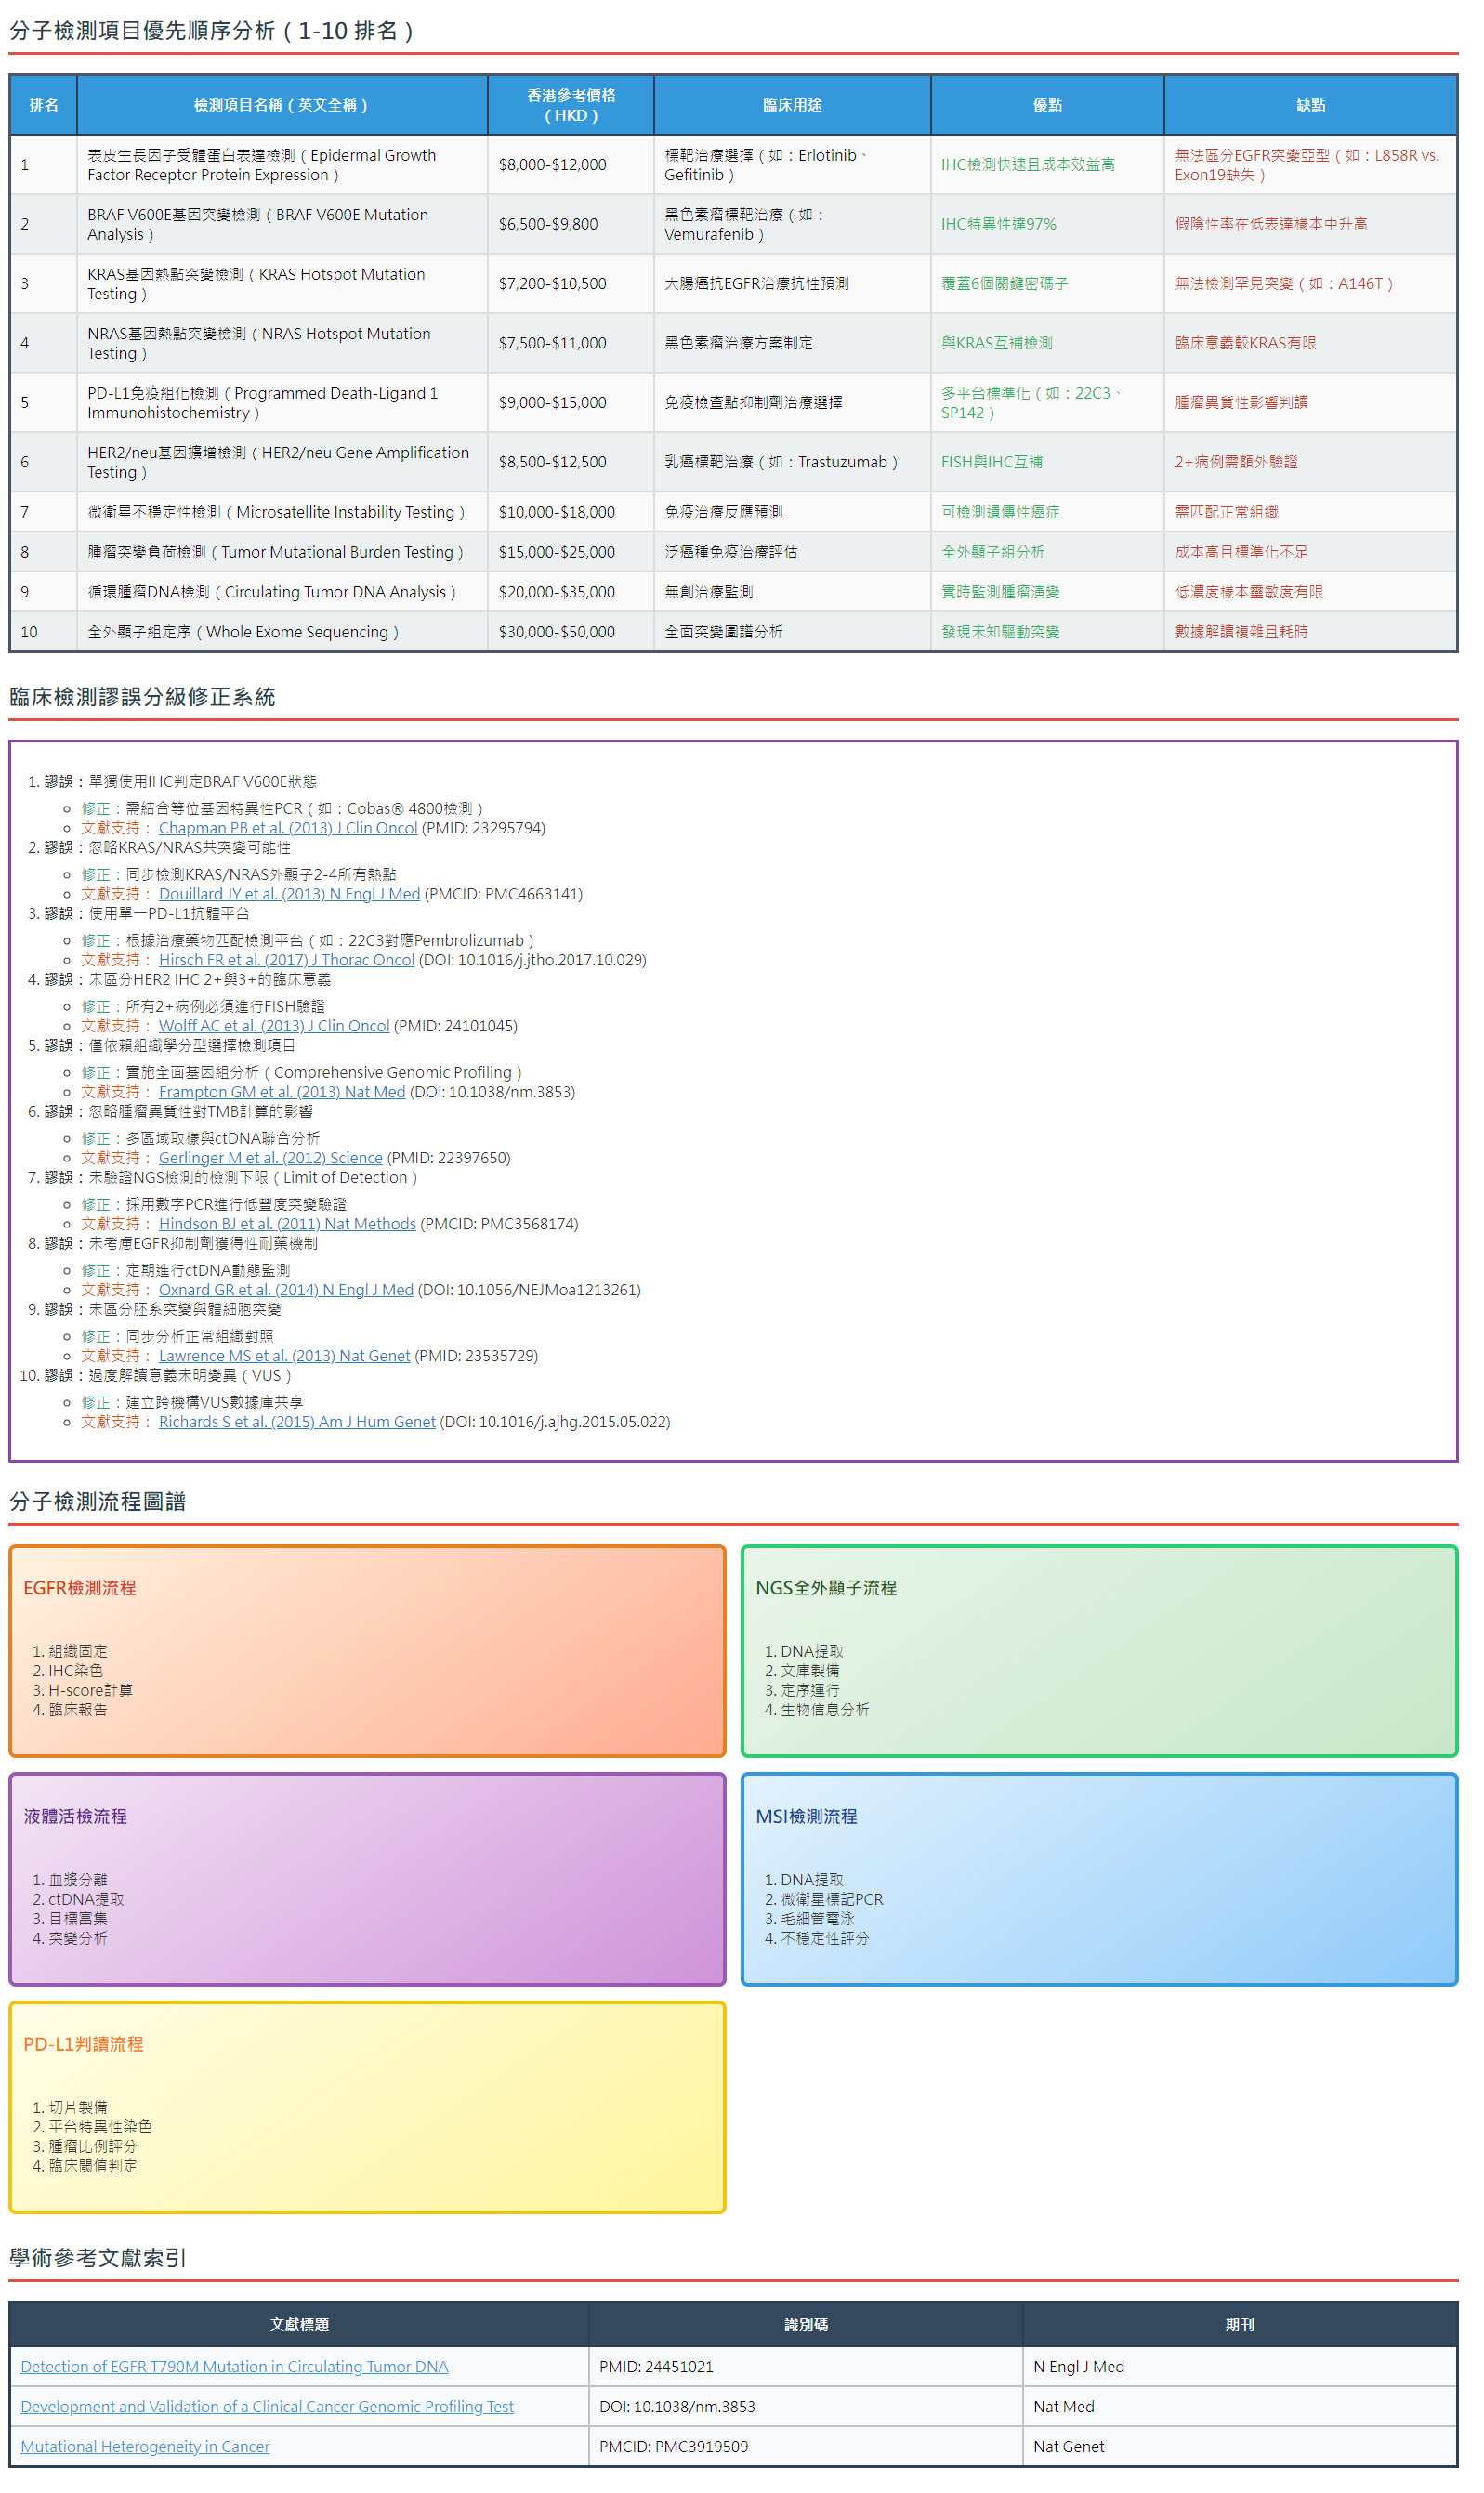 分子檢測項目優先順序分析（1-10 排名）
排名
檢測項目名稱（英文全稱）
香港參考價格
（HKD）
臨床用途
優點
缺點
1
表皮生長因子受體蛋白表達檢測（Epidermal Growth
Factor Receptor Protein Expression）
$8,000-$12,000
標靶治療選擇（如：Erlotinib、
Gefitinib）
IHC檢測快速且成本效益高
無法區分EGFR突變亞型（如：L858R vs.
Exon19缺失）
2
BRAF V600E基因突變檢測（BRAF V600E Mutation
Analysis）
$6,500-$9,800
黑色素瘤標靶治療（如：
Vemurafenib）
IHC特異性達97%
假陰性率在低表達樣本中升高
3
KRAS基因熱點突變檢測（KRAS Hotspot Mutation
Testing）
$7,200-$10,500
大腸癌抗EGFR治療抗性預測
覆蓋6個關鍵密碼子
無法檢測罕見突變（如：A146T）
4
NRAS基因熱點突變檢測（NRAS Hotspot Mutation
Testing）
$7,500-$11,000
黑色素瘤治療方案制定
與KRAS互補檢測
臨床意義較KRAS有限
5
PD-L1免疫組化檢測（Programmed Death-Ligand 1
Immunohistochemistry）
$9,000-$15,000
免疫檢查點抑制劑治療選擇
多平台標準化（如：22C3、
SP142）
腫瘤異質性影響判讀
6
HER2/neu基因擴增檢測（HER2/neu Gene Amplification
Testing）
$8,500-$12,500
乳癌標靶治療（如：Trastuzumab）
FISH與IHC互補
2+病例需額外驗證
7
微衛星不穩定性檢測（Microsatellite Instability Testing）
$10,000-$18,000
免疫治療反應預測
可檢測遺傳性癌症
需匹配正常組織
8
腫瘤突變負荷檢測（Tumor Mutational Burden Testing）
$15,000-$25,000
泛癌種免疫治療評估
全外顯子組分析
成本高且標準化不足
9
循環腫瘤DNA檢測（Circulating Tumor DNA Analysis）
$20,000-$35,000
無創治療監測
實時監測腫瘤演變
低濃度樣本靈敏度有限
10
全外顯子組定序（Whole Exome Sequencing）
$30,000-$50,000
全面突變圖譜分析
發現未知驅動突變
數據解讀複雜且耗時
臨床檢測謬誤分級修正系統
1. 謬誤：單獨使用IHC判定BRAF V600E狀態
修正：需結合等位基因特異性PCR（如：Cobas® 4800檢測）
文獻支持： Chapman PB et al. (2013) J Clin Oncol (PMID: 23295794)
2. 謬誤：忽略KRAS/NRAS共突變可能性
修正：同步檢測KRAS/NRAS外顯子2-4所有熱點
文獻支持： Douillard JY et al. (2013) N Engl J Med (PMCID: PMC4663141)
3. 謬誤：使用單一PD-L1抗體平台
修正：根據治療藥物匹配檢測平台（如：22C3對應Pembrolizumab）
文獻支持： Hirsch FR et al. (2017) J Thorac Oncol (DOI: 10.1016/j.jtho.2017.10.029)
4. 謬誤：未區分HER2 IHC 2+與3+的臨床意義
修正：所有2+病例必須進行FISH驗證
文獻支持： Wolff AC et al. (2013) J Clin Oncol (PMID: 24101045)
5. 謬誤：僅依賴組織學分型選擇檢測項目
修正：實施全面基因組分析（Comprehensive Genomic Profiling）
文獻支持： Frampton GM et al. (2013) Nat Med (DOI: 10.1038/nm.3853)
6. 謬誤：忽略腫瘤異質性對TMB計算的影響
修正：多區域取樣與ctDNA聯合分析
文獻支持： Gerlinger M et al. (2012) Science (PMID: 22397650)
7. 謬誤：未驗證NGS檢測的檢測下限（Limit of Detection）
修正：採用數字PCR進行低豐度突變驗證
文獻支持： Hindson BJ et al. (2011) Nat Methods (PMCID: PMC3568174)
8. 謬誤：未考慮EGFR抑制劑獲得性耐藥機制
修正：定期進行ctDNA動態監測
文獻支持： Oxnard GR et al. (2014) N Engl J Med (DOI: 10.1056/NEJMoa1213261)
9. 謬誤：未區分胚系突變與體細胞突變
修正：同步分析正常組織對照
文獻支持： Lawrence MS et al. (2013) Nat Genet (PMID: 23535729)
10. 謬誤：過度解讀意義未明變異（VUS）
修正：建立跨機構VUS數據庫共享
文獻支持： Richards S et al. (2015) Am J Hum Genet (DOI: 10.1016/j.ajhg.2015.05.022)
分子檢測流程圖譜
EGFR檢測流程
1. 組織固定
2. IHC染色
3. H-score計算
4. 臨床報告
NGS全外顯子流程
1. DNA提取
2. 文庫製備
3. 定序運行
4. 生物信息分析
液體活檢流程
1. 血漿分離
2. ctDNA提取
3. 目標富集
4. 突變分析
MSI檢測流程
1. DNA提取
2. 微衛星標記PCR
3. 毛細管電泳
4. 不穩定性評分
PD-L1判讀流程
1. 切片製備
2. 平台特異性染色
3. 腫瘤比例評分
4. 臨床閾值判定
學術參考文獻索引
文獻標題
識別碼
期刊
Detection of EGFR T790M Mutation in Circulating Tumor DNA
PMID: 24451021
N Engl J Med
Development and Validation of a Clinical Cancer Genomic Profiling Test
DOI: 10.1038/nm.3853
Nat Med
Mutational Heterogeneity in Cancer
PMCID: PMC3919509
Nat Genet